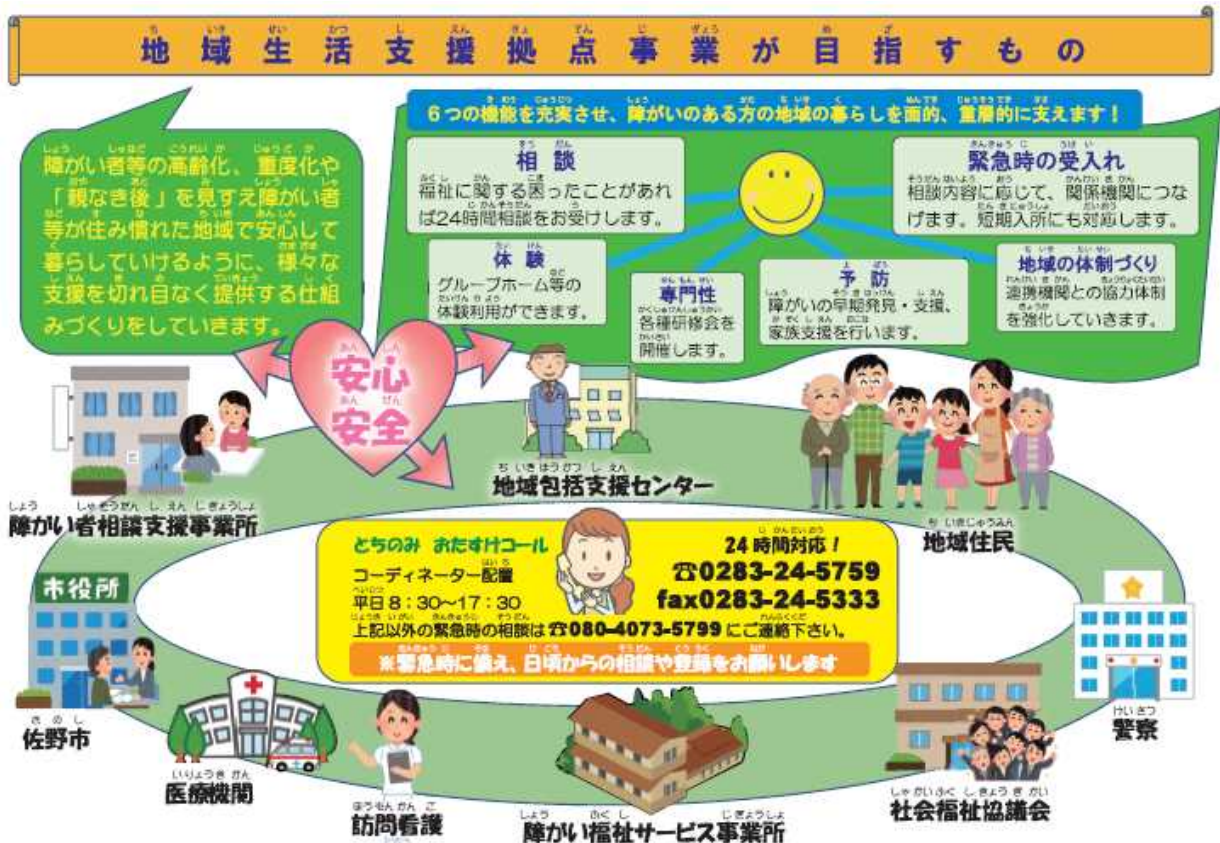 地域生活支援拠点事業が目指すもの
障がい者等の高齢化、重度化や
「親なき後」を見すえ障がい者
等が住み慣れた地域で安心して
暮らしていけるように、様々な
支援を切れ目なく提供する仕組
みづくりをしていきます。
6つの機能を充実させ、障がいのある方の地域の暮らしを面的、重層的に支えます！
相談
福祉に関する困ったことがあれ
ば24時間相談をお受けします。
緊急時の受入れ
相談内容に応じて、関係機関につな
げます。短期入所にも対応します。
体験
グループホーム等の
体験利用ができます。
専門性
各種研修会を
開催します。
予防
障がいの早期発見・支援、
家族支援を行います。
地域の体制づくり
連携機関との協力体制
を強化していきます。
安心
安全
障がい者相談支援事業所
地域包括支援センター
地域住民
とちのみ おたすけコール
コーディネーター配置
平日8：30～17：30
24時間対応！
☎0283-24-5759
fax0283-24-5333
上記以外の緊急時の相談は☎080-4073-5799にご連絡下さい。
※緊急時に備え、日頃からの相談や登録をお願いします
市役所
佐野市
医療機関
訪問看護
障がい福祉サービス事業所
社会福祉協議会
警察